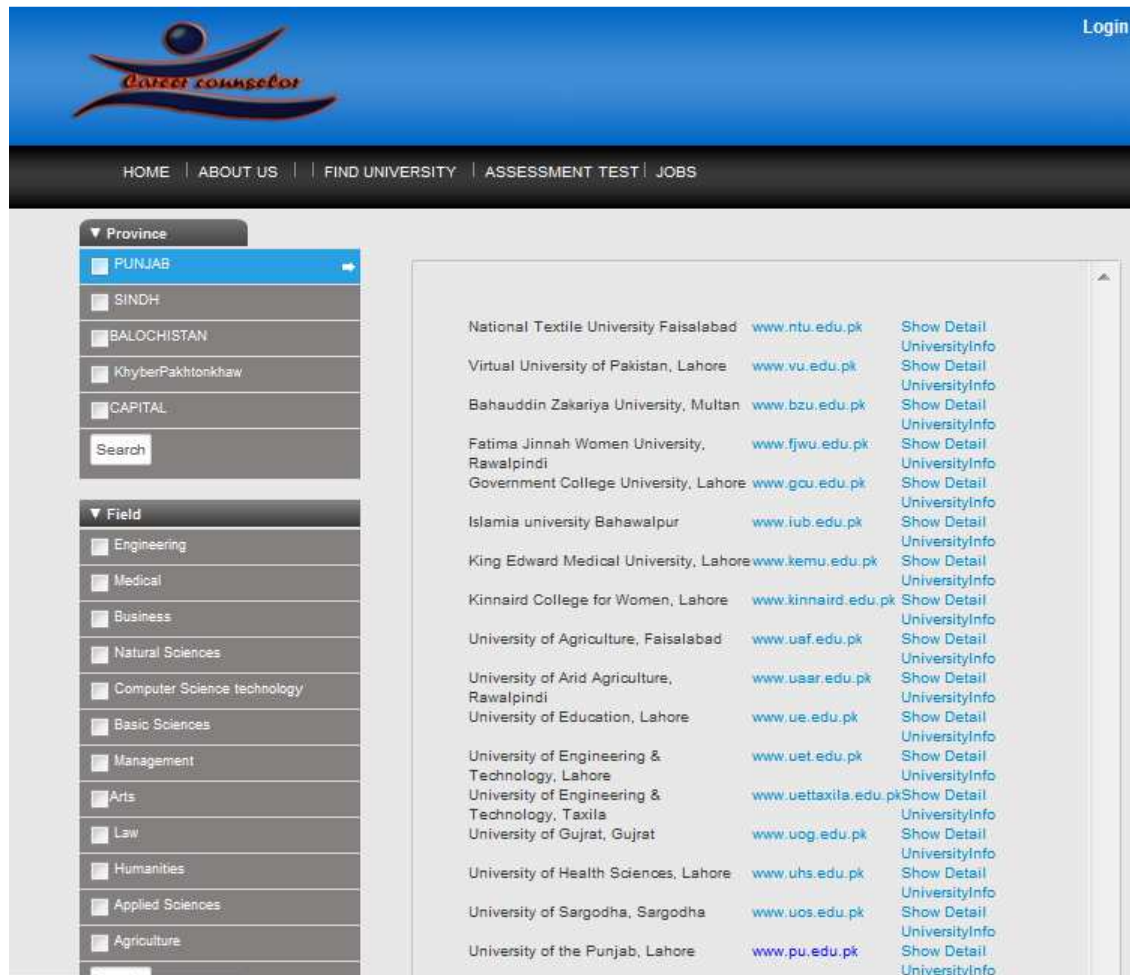 Login
Career counselor
HOME | ABOUT US | | FIND UNIVERSITY | ASSESSMENT TEST | JOBS
▼ Province
PUNJAB
SINDH
BALOCHISTAN
KhyberPakhtonkhaw
CAPITAL
Search
▼ Field
Engineering
Medical
Business
Natural Sciences
Computer Science technology
Basic Sciences
Management
Arts
Law
Humanities
Applied Sciences
Agriculture
National Textile University Faisalabad www.ntu.edu.pk Show Detail
UniversityInfo
Virtual University of Pakistan, Lahore www.vu.edu.pk Show Detail
UniversityInfo
Bahauddin Zakariya University, Multan www.bzu.edu.pk Show Detail
UniversityInfo
Fatima Jinnah Women University, www.fjwu.edu.pk Show Detail
Rawalpindi UniversityInfo
Government College University, Lahore www.gcu.edu.pk Show Detail
UniversityInfo
Islamia university Bahawalpur www.iub.edu.pk Show Detail
UniversityInfo
King Edward Medical University, Lahore www.kemu.edu.pk Show Detail
UniversityInfo
Kinnaird College for Women, Lahore www.kinnaird.edu.pk Show Detail
UniversityInfo
University of Agriculture, Faisalabad www.uaf.edu.pk Show Detail
UniversityInfo
University of Arid Agriculture, www.uaar.edu.pk Show Detail
Rawalpindi UniversityInfo
University of Education, Lahore www.ue.edu.pk Show Detail
UniversityInfo
University of Engineering & www.uet.edu.pk Show Detail
Technology, Lahore UniversityInfo
University of Engineering & www.uettaxila.edu.pk Show Detail
Technology, Taxila UniversityInfo
University of Gujrat, Gujrat www.uog.edu.pk Show Detail
UniversityInfo
University of Health Sciences, Lahore www.uhs.edu.pk Show Detail
UniversityInfo
University of Sargodha, Sargodha www.uos.edu.pk Show Detail
UniversityInfo
University of the Punjab, Lahore www.pu.edu.pk Show Detail
UniversityInfo